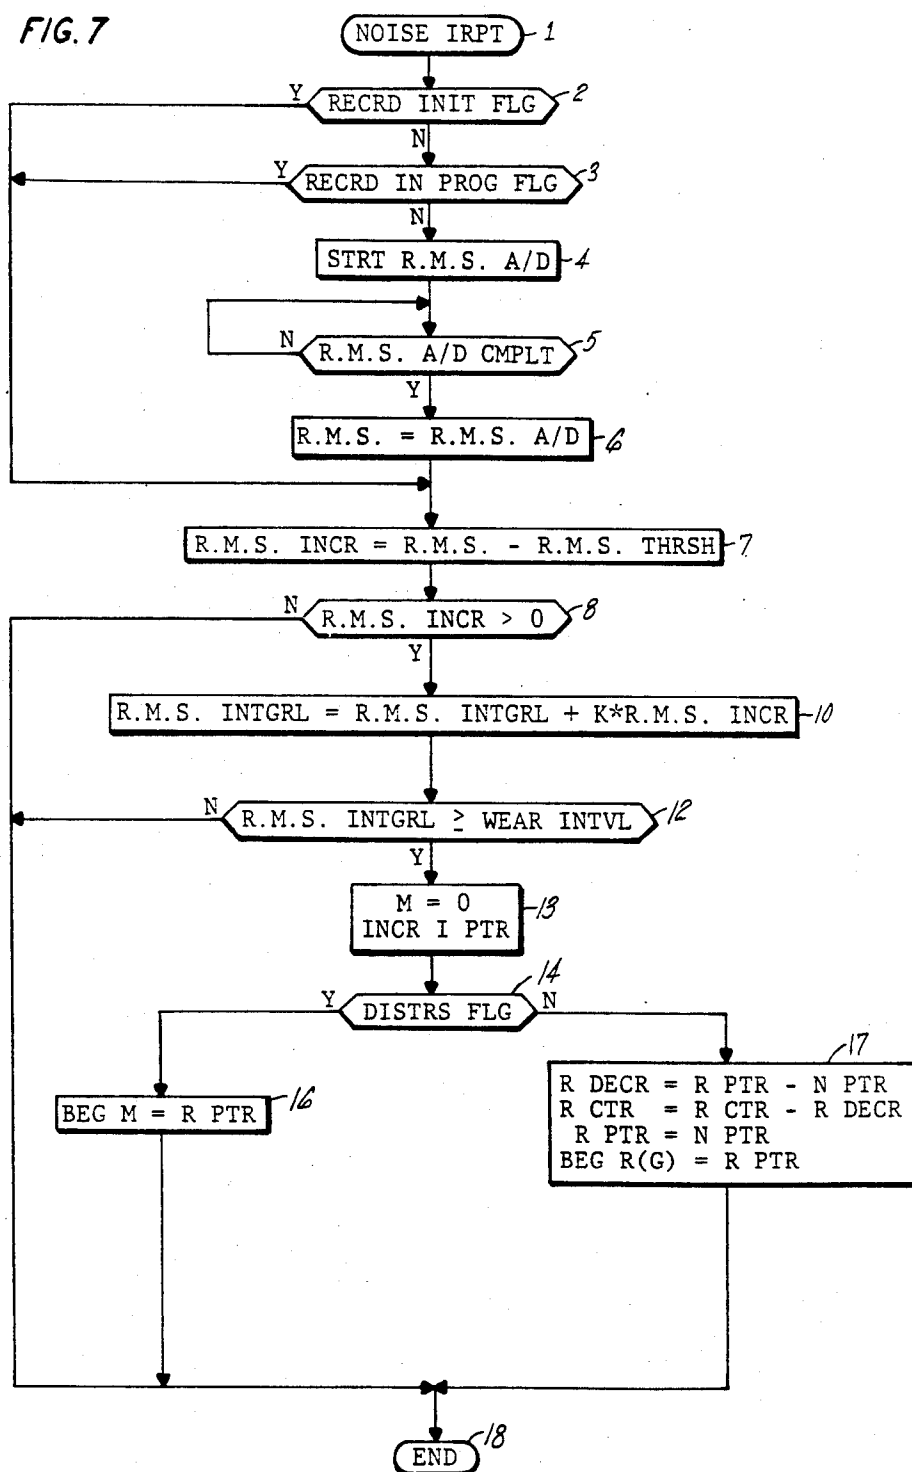 FIG. 7
NOISE IRPT 1
Y RECRD INIT FLG 2
N
Y RECRD IN PROG FLG 3
N
STRT R.M.S. A/D 4
N R.M.S. A/D CMPLT 5
Y
R.M.S. = R.M.S. A/D 6
R.M.S. INCR = R.M.S. - R.M.S. THRSH 7
N R.M.S. INCR > 0 8
Y
R.M.S. INTGRL = R.M.S. INTGRL + K*R.M.S. INCR 10
N R.M.S. INTGRL ≥ WEAR INTVL 12
Y
M = 0 13
INCR I PTR
Y DISTRS FLG N 14
17
R DECR = R PTR - N PTR
R CTR = R CTR - R DECR
R PTR = N PTR
BEG R(G) = R PTR
BEG M = R PTR 16
END 18